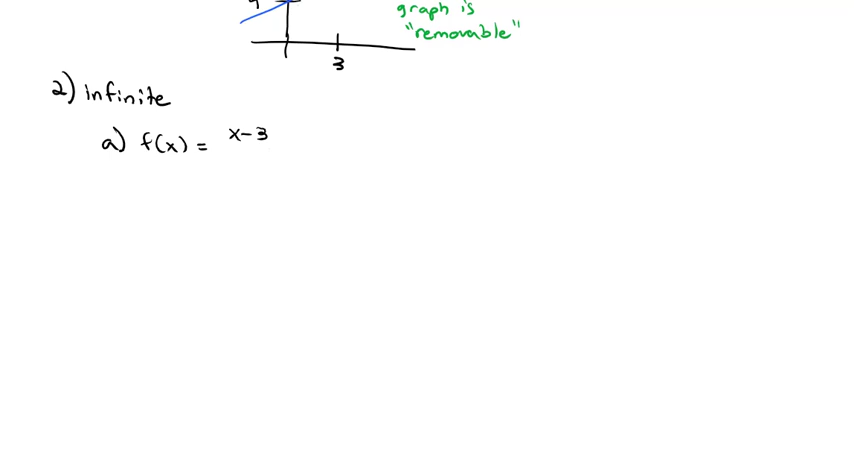 graph is
"removable"
3
2) infinite
a) f(x) = x-3